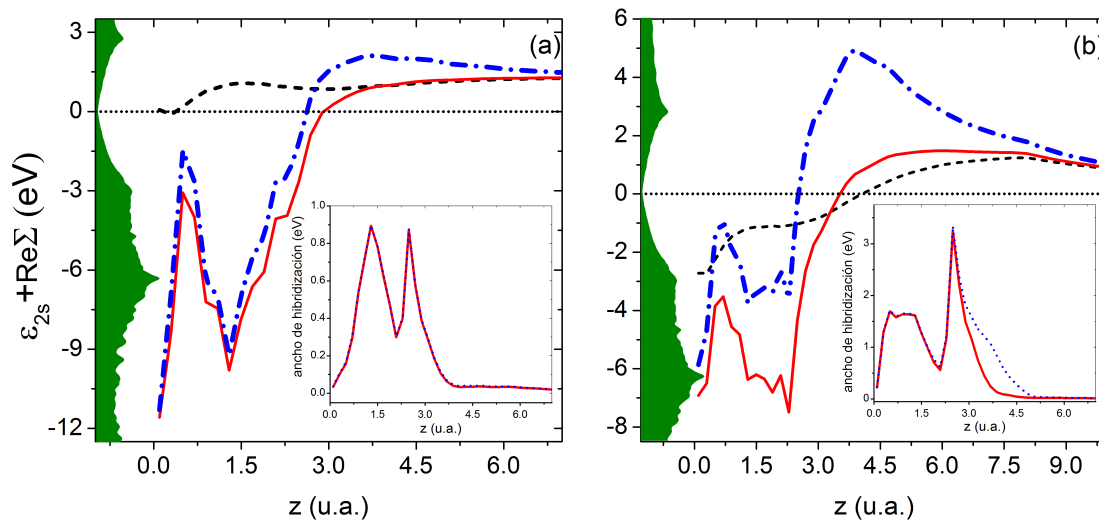 (a)
ε2s+ReΣ (eV)
3
0
-3
-6
-9
-12
0.0 1.5 3.0 4.5 6.0
z (u.a.)
ancho de hibridización (eV)
1.0
0.8
0.6
0.4
0.2
0.0
0.0 1.5 3.0 4.5 6.0
z (u.a.)
(b)
6
4
2
0
-2
-4
-6
-8
0.0 1.5 3.0 4.5 6.0 7.5 9.0
z (u.a.)
ancho de hibridización (eV)
3
2
1
0
0.0 1.5 3.0 4.5 6.0
z (u.a.)